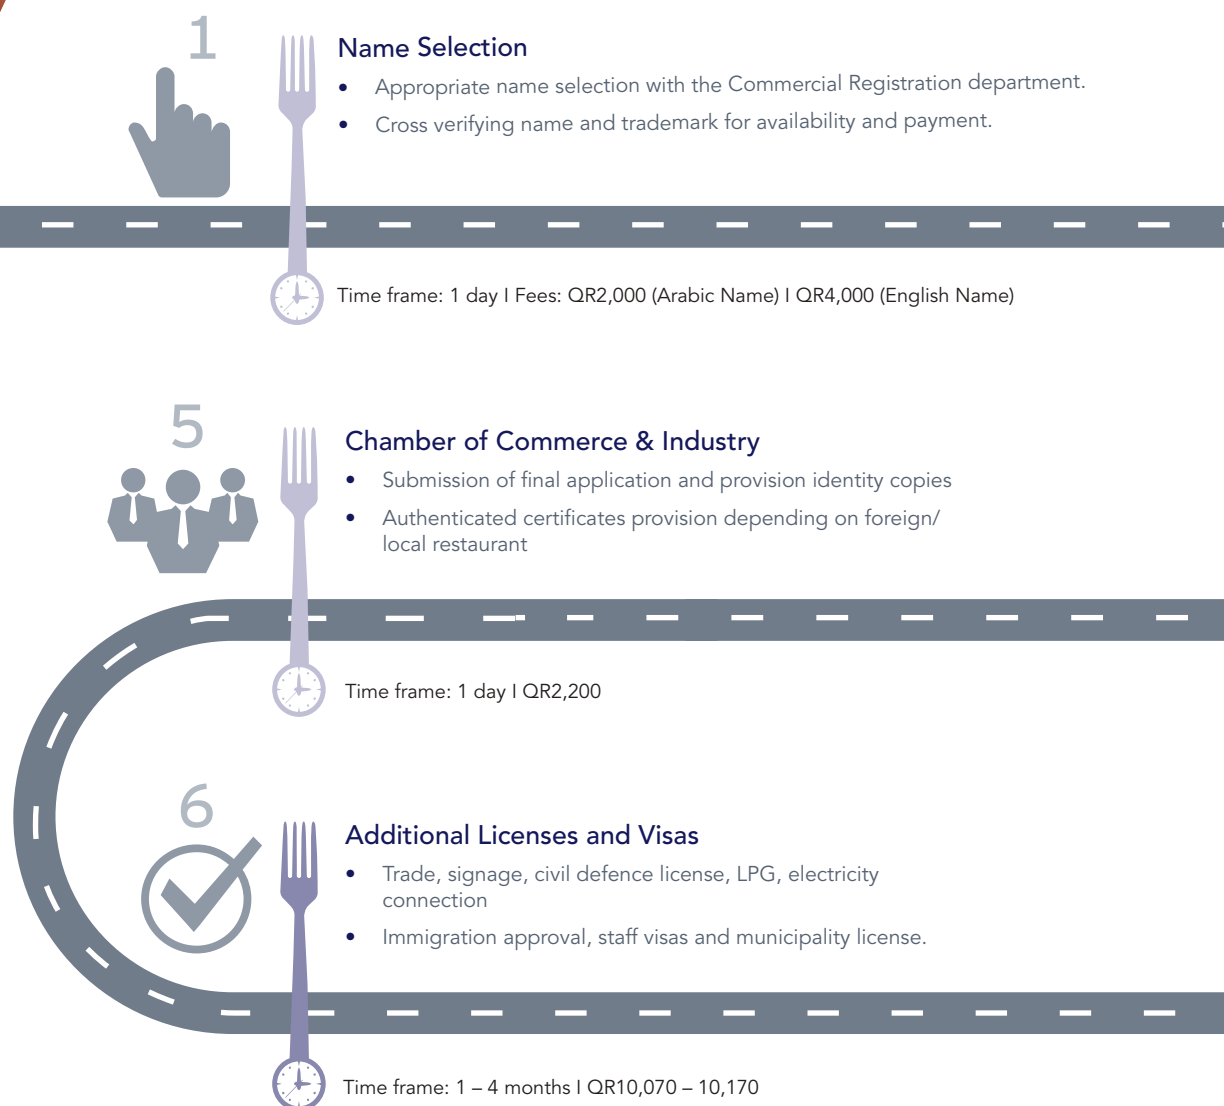 1
Name Selection
• Appropriate name selection with the Commercial Registration department.
• Cross verifying name and trademark for availability and payment.
Time frame: 1 day I Fees: QR2,000 (Arabic Name) I QR4,000 (English Name)
5
Chamber of Commerce & Industry
• Submission of final application and provision identity copies
• Authenticated certificates provision depending on foreign/
local restaurant
Time frame: 1 day I QR2,200
6
Additional Licenses and Visas
• Trade, signage, civil defence license, LPG, electricity
connection
• Immigration approval, staff visas and municipality license.
Time frame: 1 – 4 months I QR10,070 – 10,170